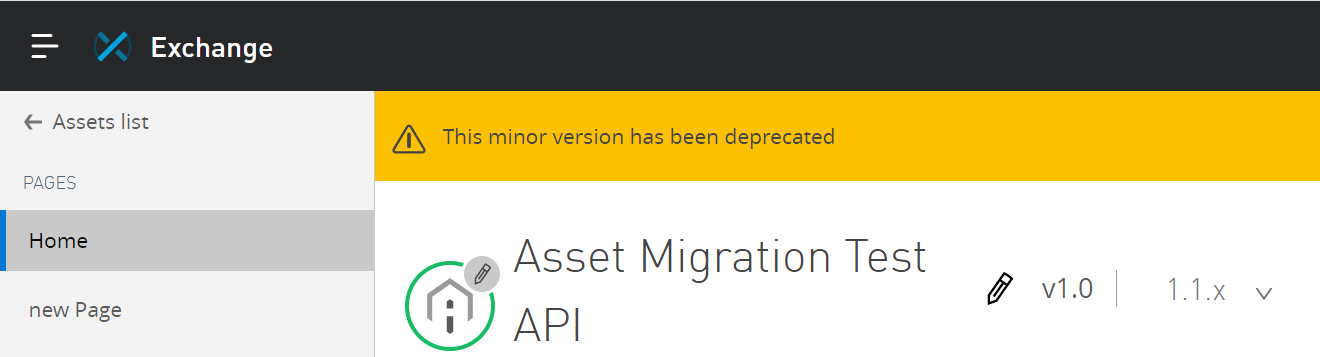 Exchange
Assets list
PAGES
Home
new Page
This minor version has been deprecated
Asset Migration Test
API
v1.0
1.1.x